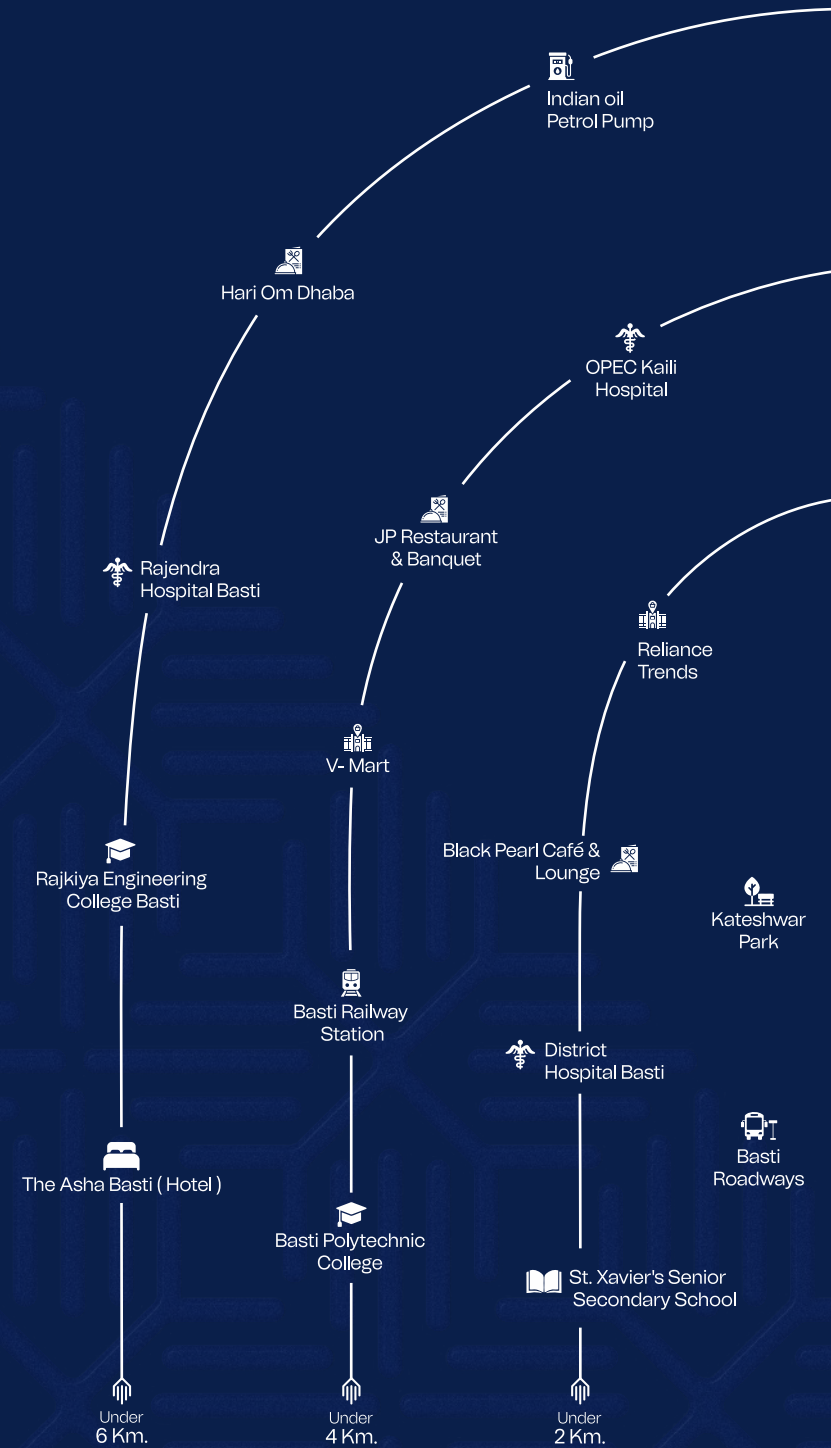 Indian oil
Petrol Pump
Hari Om Dhaba
OPEC Kaili
Hospital
JP Restaurant
& Banquet
Rajendra
Hospital Basti
Reliance
Trends
V- Mart
Black Pearl Café &
Lounge
Rajkiya Engineering
College Basti
Kateshwar
Park
Basti Railway
Station
District
Hospital Basti
Basti
Roadways
The Asha Basti ( Hotel )
Basti Polytechnic
College
St. Xavier's Senior
Secondary School
Under
6 Km.
Under
4 Km.
Under
2 Km.